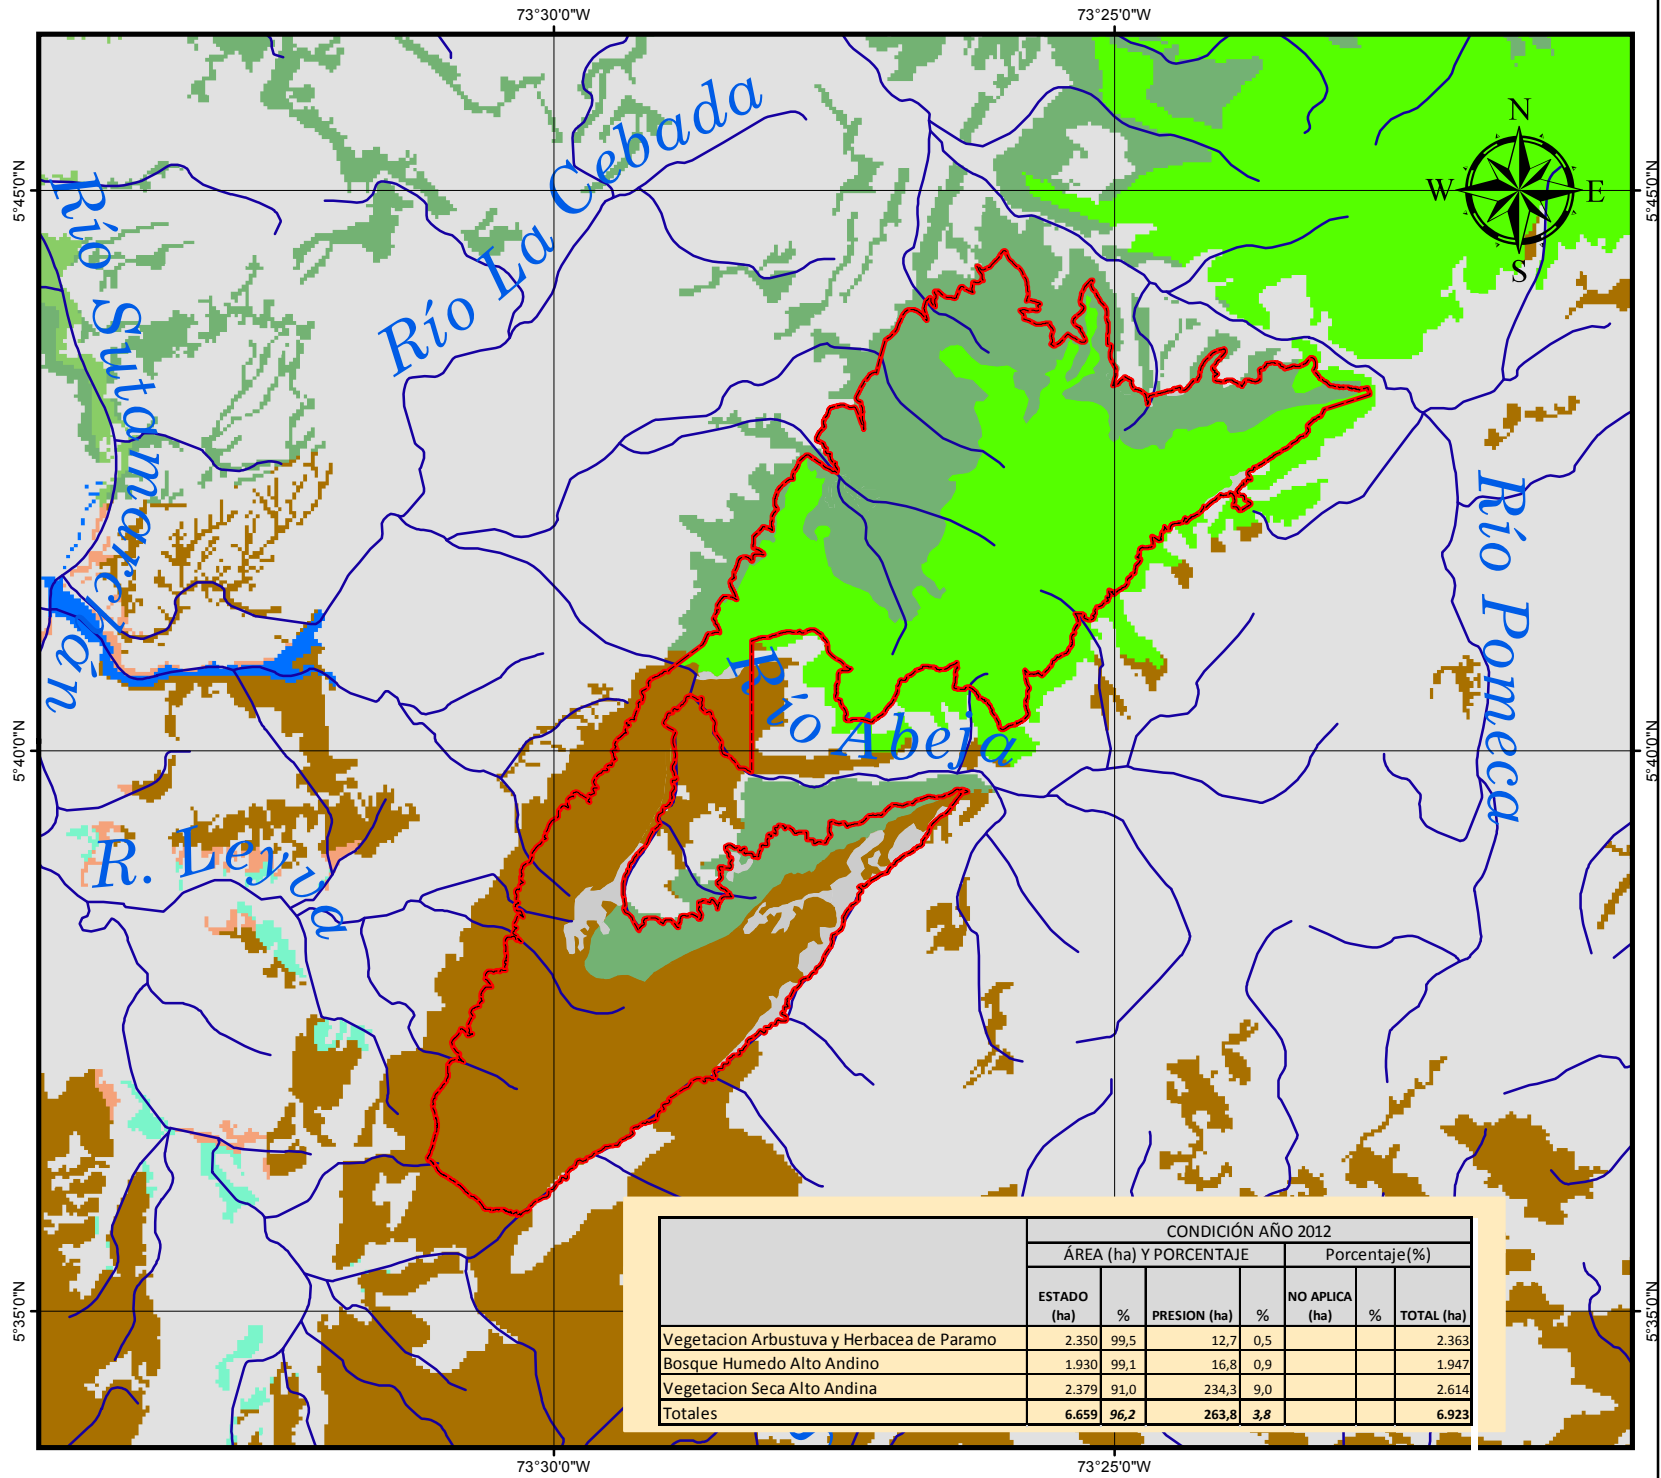 73°30'0"W
73°25'0"W
N
W
E
S
5°45'0"N
5°45'0"N
Río La Cebada
Río Sutamarchán
Río Pomeca
Río Abeja
5°40'0"N
5°40'0"N
R. Leyva
CONDICIÓN AÑO 2012
ÁREA (ha) Y PORCENTAJE Porcentaje(%)
ESTADO (ha) % PRESION (ha) % NO APLICA (ha) % TOTAL (ha)
Vegetacion Arbustuva y Herbacea de Paramo 2.350 99,5 12,7 0,5 2.363
Bosque Humedo Alto Andino 1.930 99,1 16,8 0,9 1.947
Vegetacion Seca Alto Andina 2.379 91,0 234,3 9,0 2.614
Totales 6.659 96,2 263,8 3,8 6.923
5°35'0"N
5°35'0"N
73°30'0"W
73°25'0"W